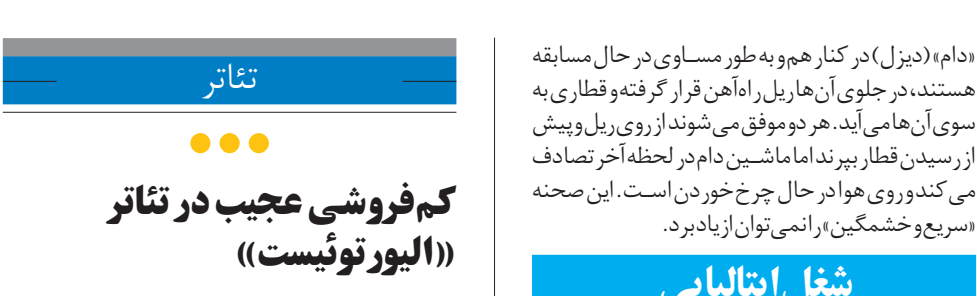 «دام» (دیزل) در کنار هم و به طور مساوی در حال مسابقه
هستند، در جلوی آن‌ها ریل راه‌آهن قرار گرفته و قطاری به
سوی آن‌ها می‌آید. هر دو موفق می‌شوند از روی ریل و پیش
از رسیدن قطار بپرند اما ماشین دام در لحظه آخر تصادف
می‌کند و روی هوا در حال چرخ خوردن است. این صحنه
«سریع و خشمگین» را نمی‌توان از یاد برد.
شغل ایتالیایی
تئاتر
کم‌فروشی عجیب در تئاتر
«الیور توئیست»